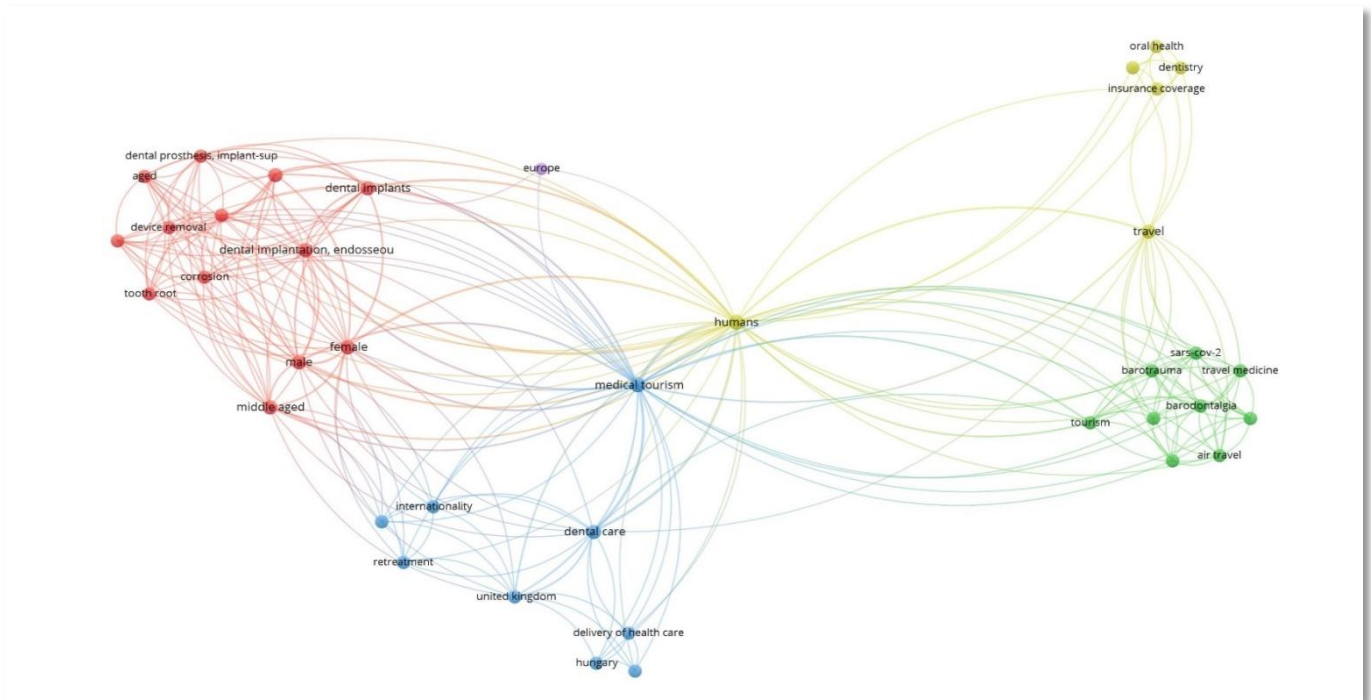 oral health
dentistry
insurance coverage
dental prosthesis, implant-sup
europe
aged
dental implants
device removal
travel
dental implantation, endosseou
corrosion
tooth root
humans
female
sars-cov-2
male
barotrauma
travel medicine
medical tourism
middle aged
barodontalgia
tourism
air travel
internationality
dental care
retreatment
united kingdom
delivery of health care
hungary